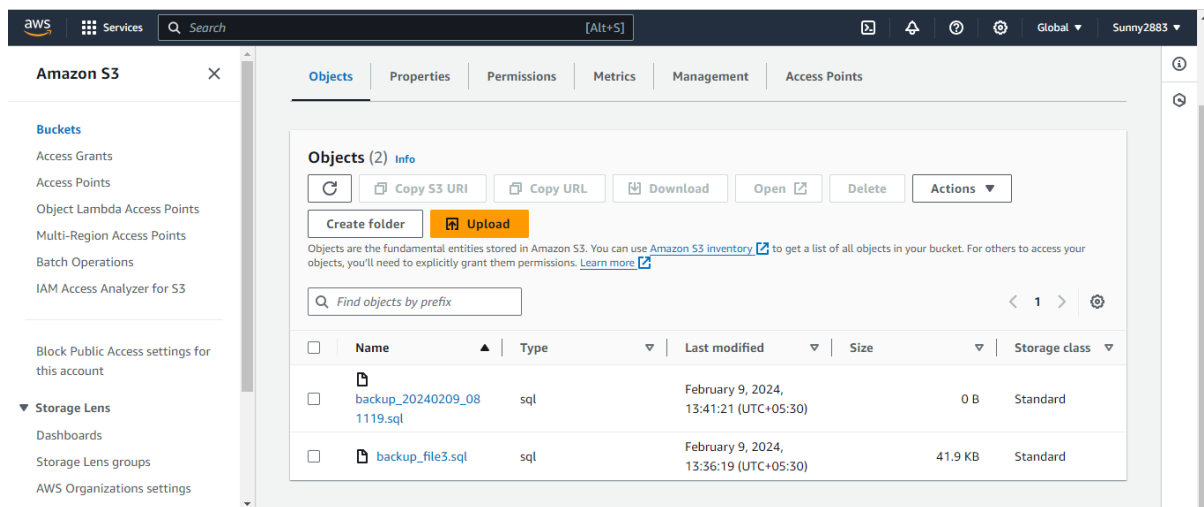 aws
Services
Search
[Alt+S]
Global
Sunny2883
Amazon S3
Buckets
Access Grants
Access Points
Object Lambda Access Points
Multi-Region Access Points
Batch Operations
IAM Access Analyzer for S3
Block Public Access settings for
this account
Storage Lens
Dashboards
Storage Lens groups
AWS Organizations settings
Objects
Properties
Permissions
Metrics
Management
Access Points
Objects (2) Info
Copy S3 URI
Copy URL
Download
Open
Delete
Actions
Create folder
Upload
Objects are the fundamental entities stored in Amazon S3. You can use Amazon S3 inventory to get a list of all objects in your bucket. For others to access your
objects, you'll need to explicitly grant them permissions. Learn more
Find objects by prefix
1
Name
Type
Last modified
Size
Storage class
backup_20240209_08
1119.sql
sql
February 9, 2024,
13:41:21 (UTC+05:30)
0 B
Standard
backup_file3.sql
sql
February 9, 2024,
13:36:19 (UTC+05:30)
41.9 KB
Standard